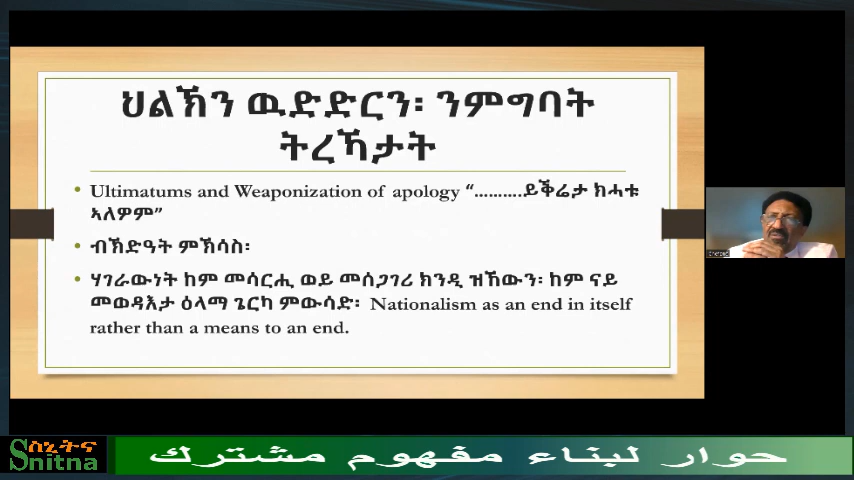 ህልኽን ዉድድርን፡ ንምግባት
ትረኻታት
• Ultimatums and Weaponization of apology “...........ይቕሬታ ክሓቱ
ኣለዎም”
• ብኽድዓት ምኽሳስ፡
• ሃገራውነት ከም መሳርሒ ወይ መሰጋገሪ ክንዲ ዝኸውን፡ ከም ናይ
መወዳእታ ዕላማ ጌርካ ምውሳድ፡ Nationalism as an end in itself
rather than a means to an end.
ስኒትና
Snitna
حوار لبناء مفهوم مشترك